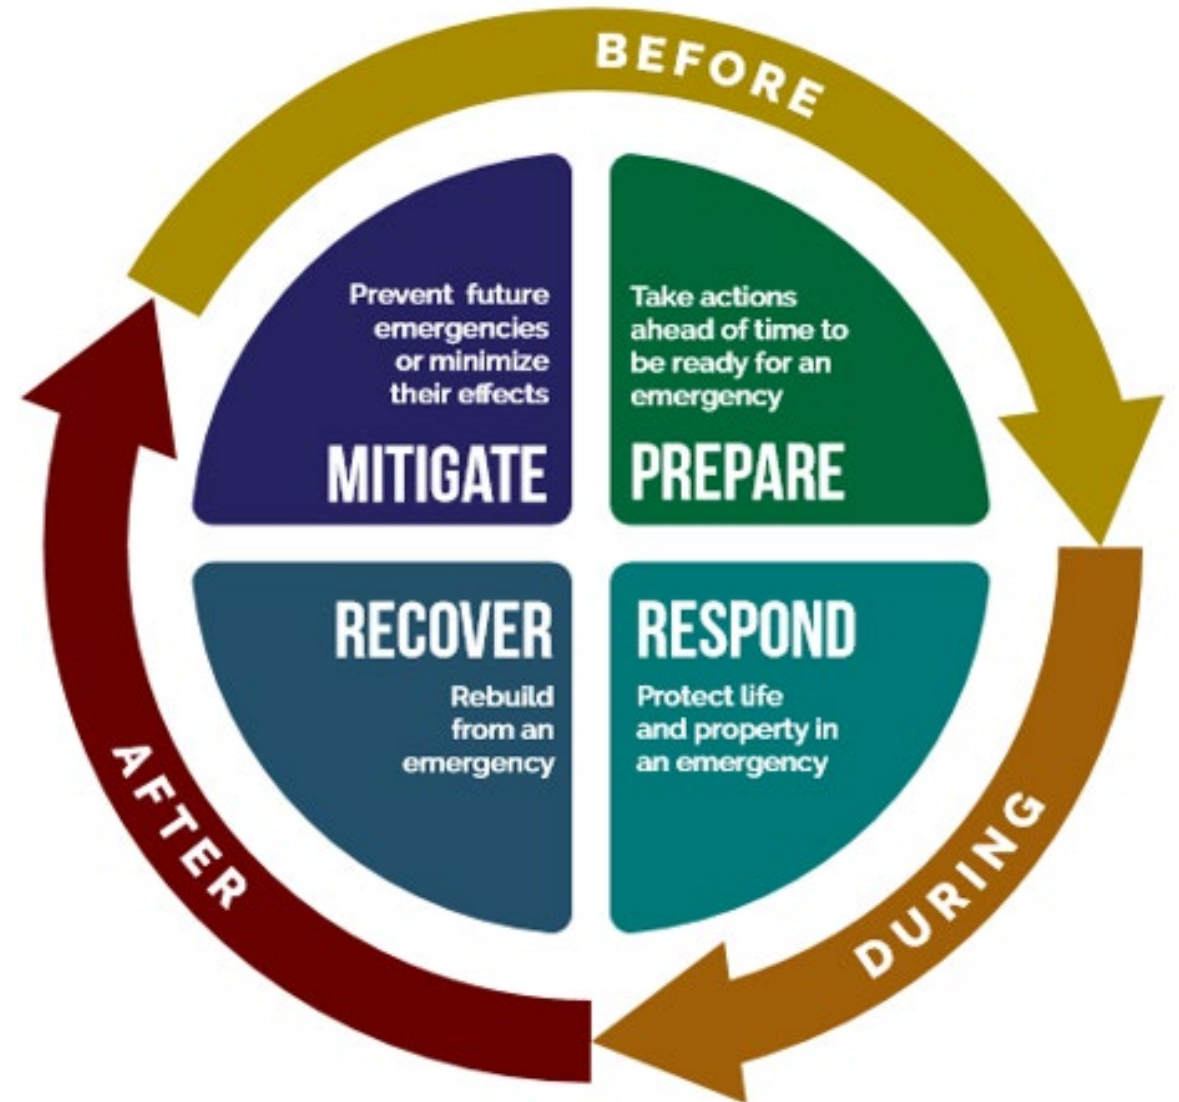 BEFORE
Prevent future
emergencies
or minimize
their effects
MITIGATE
Take actions
ahead of time to
be ready for an
emergency
PREPARE
RECOVER
Rebuild
from an
emergency
RESPOND
Protect life
and property in
an emergency
AFTER
DURING